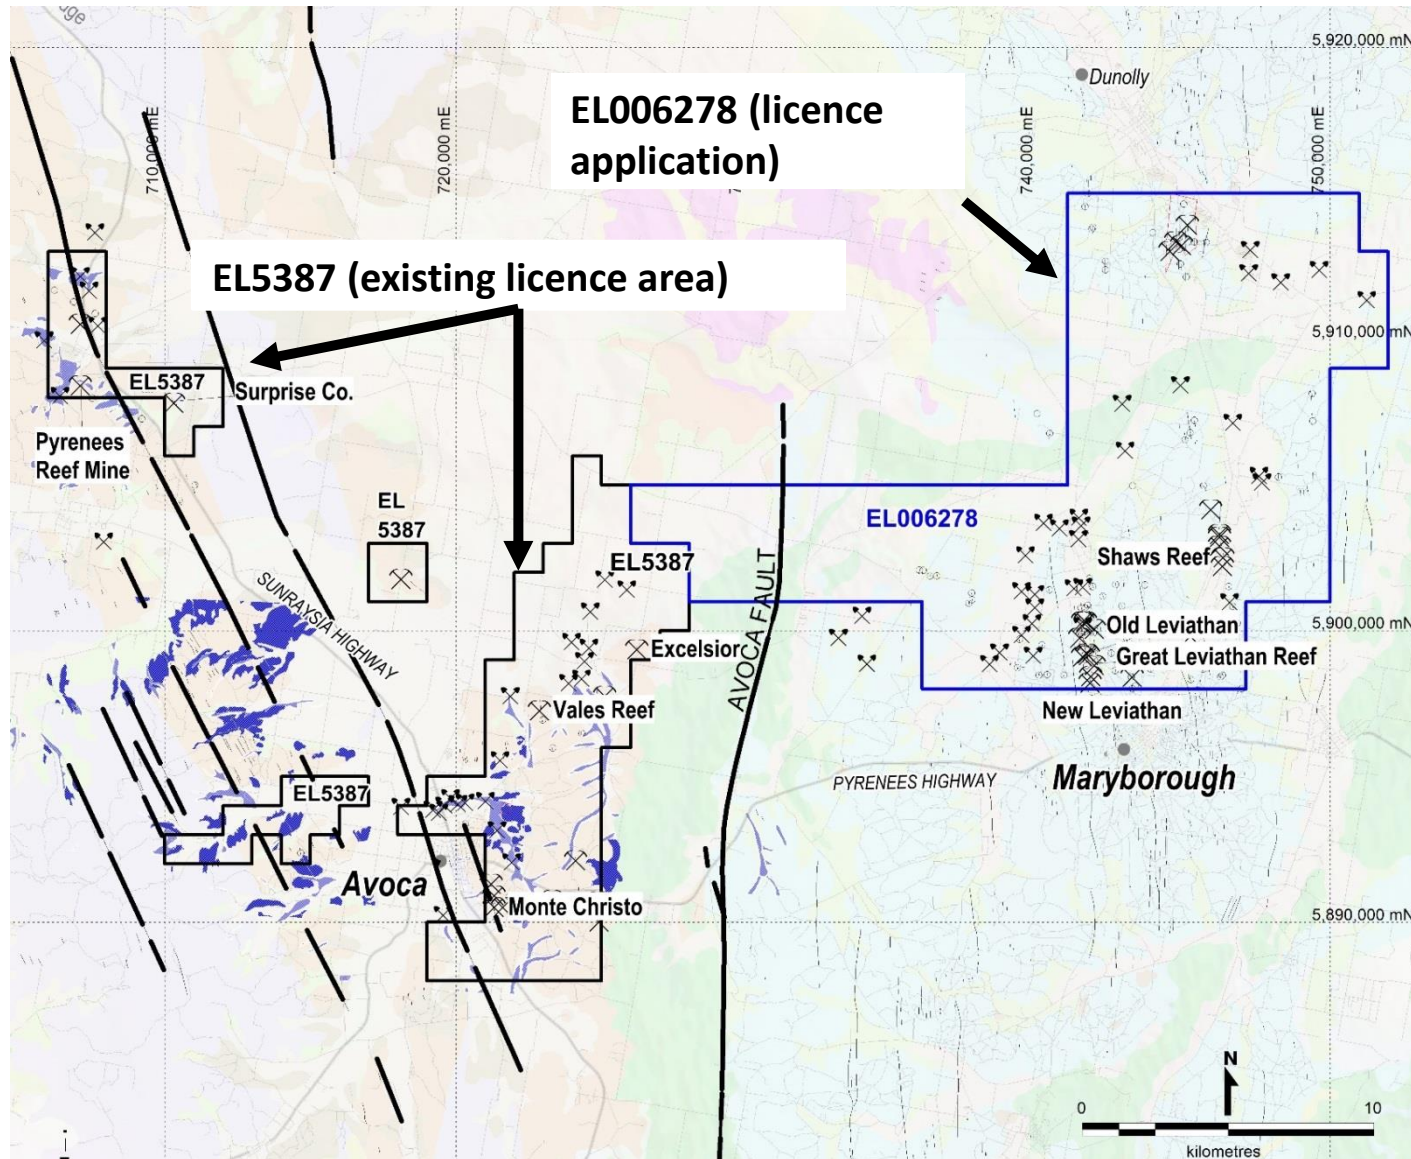 5,920,000 mN
Dunolly
EL006278 (licence
application)
710,000 mE
720,000 mE
740,000 mE
750,000 mE
EL5387 (existing licence area)
5,910,000 mN
EL5387
Surprise Co.
Pyrenees
Reef Mine
EL
5387
EL006278
EL5387
Shaws Reef
SUNRAYSIA HIGHWAY
AVOCA FAULT
Old Leviathan
5,900,000 mN
Excelsior
Great Leviathan Reef
Vales Reef
New Leviathan
Maryborough
PYRENEES HIGHWAY
EL5387
Avoca
Monte Christo
5,890,000 mN
N
0
10
kilometres